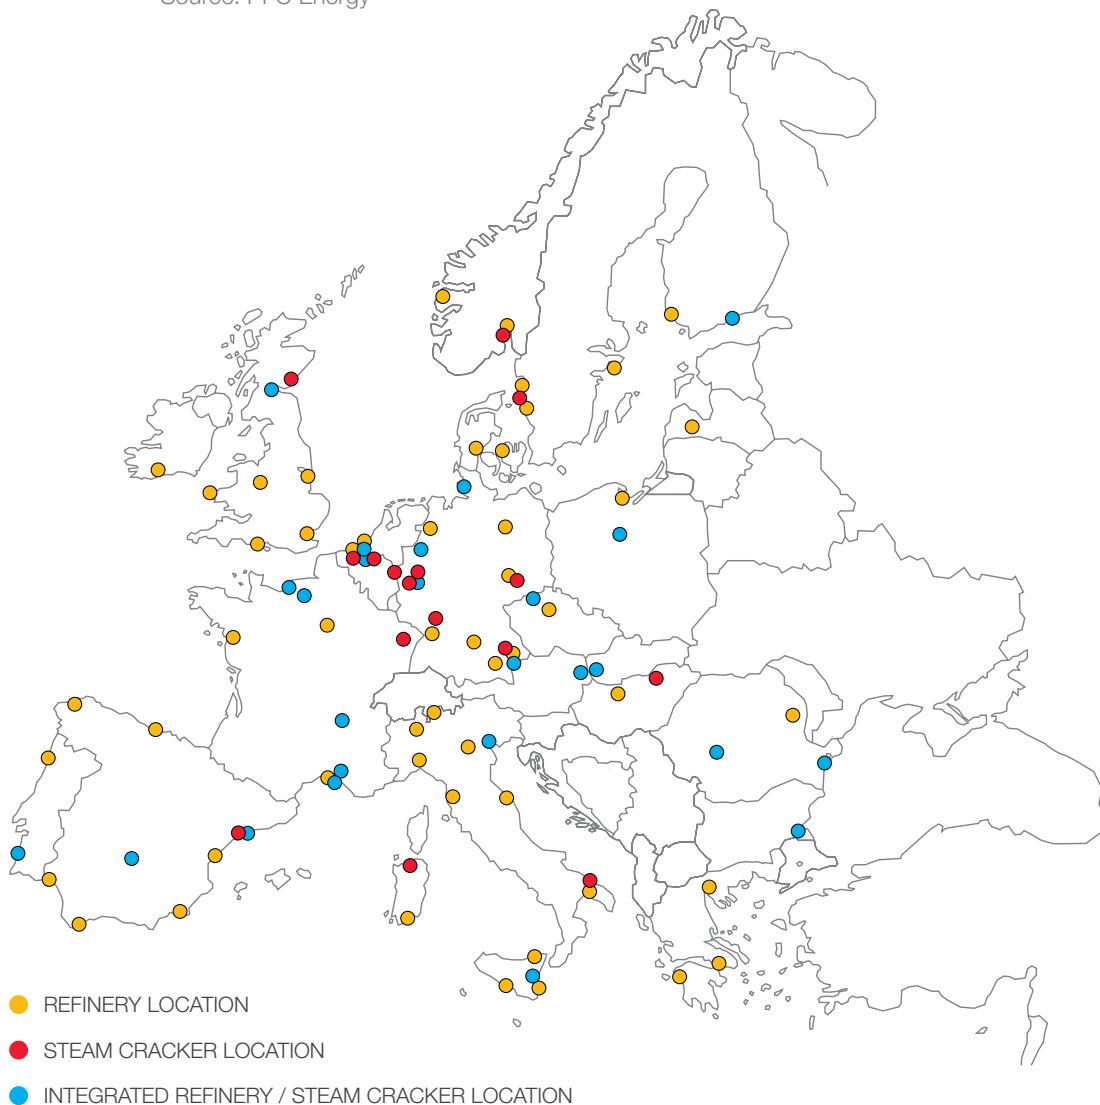 REFINERY LOCATION
STEAM CRACKER LOCATION
INTEGRATED REFINERY / STEAM CRACKER LOCATION